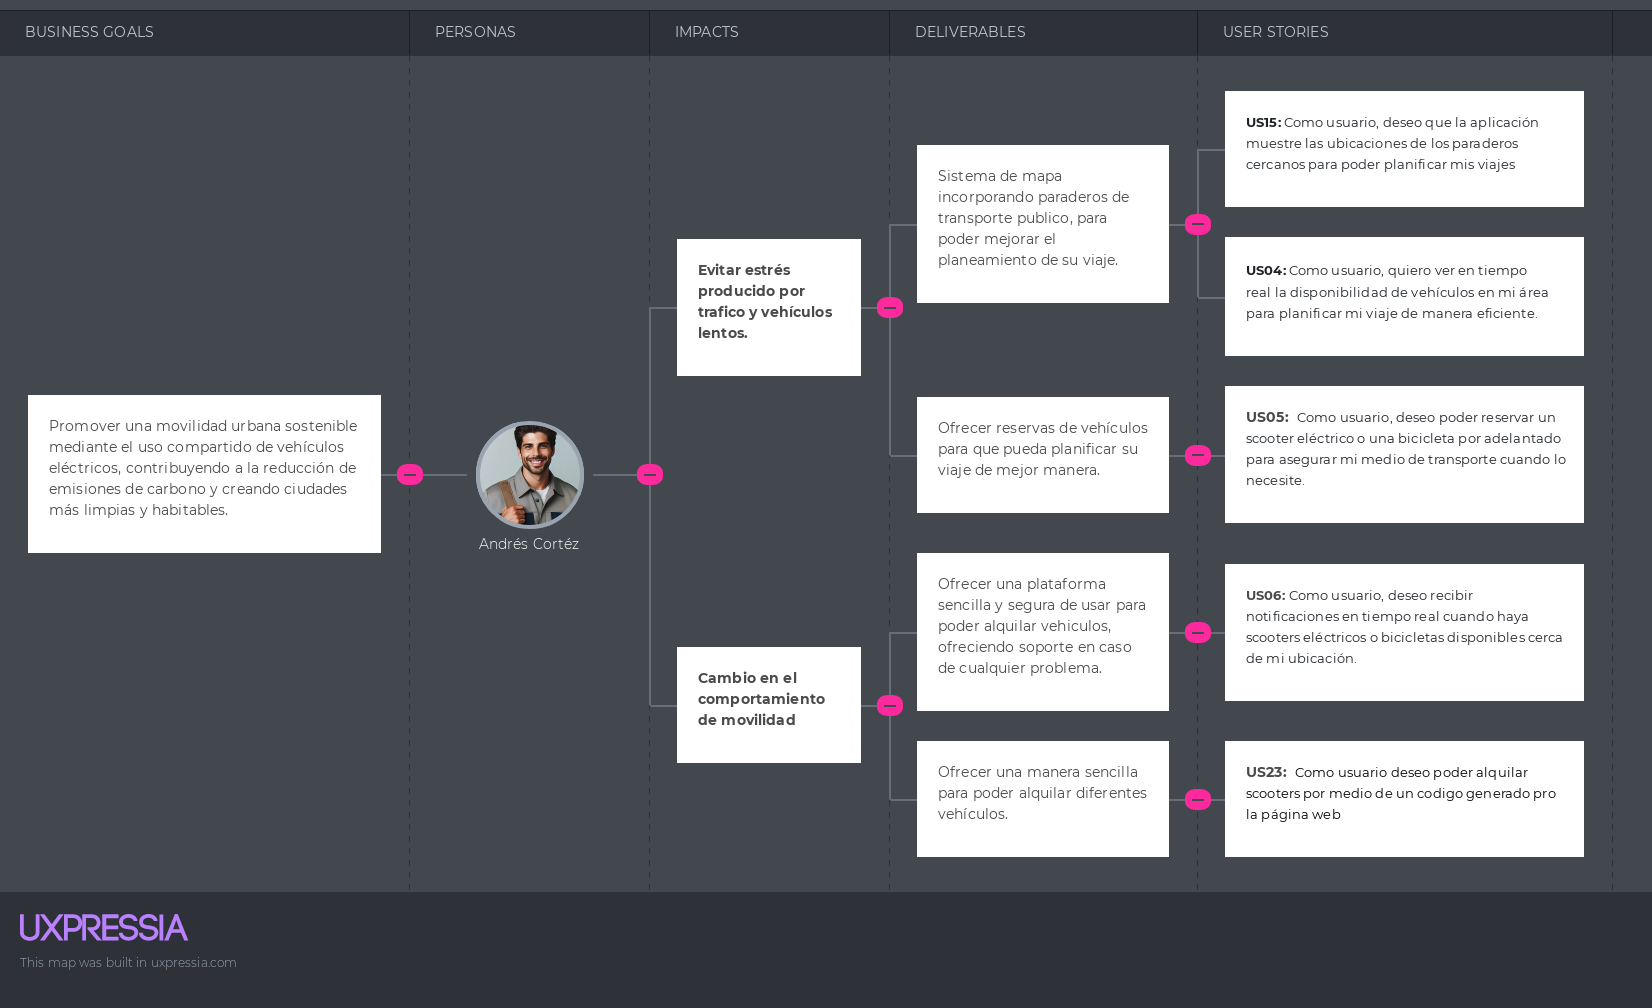 BUSINESS GOALS
PERSONAS
IMPACTS
DELIVERABLES
USER STORIES
Promover una movilidad urbana sostenible
mediante el uso compartido de vehículos
eléctricos, contribuyendo a la reducción de
emisiones de carbono y creando ciudades
más limpias y habitables.
Andrés Cortéz
Evitar estrés
producido por
trafico y vehículos
lentos.
Sistema de mapa
incorporando paraderos de
transporte publico, para
poder mejorar el
planeamiento de su viaje.
US15: Como usuario, deseo que la aplicación
muestre las ubicaciones de los paraderos
cercanos para poder planificar mis viajes
US04: Como usuario, quiero ver en tiempo
real la disponibilidad de vehículos en mi área
para planificar mi viaje de manera eficiente.
Ofrecer reservas de vehículos
para que pueda planificar su
viaje de mejor manera.
US05: Como usuario, deseo poder reservar un
scooter eléctrico o una bicicleta por adelantado
para asegurar mi medio de transporte cuando lo
necesite.
Cambio en el
comportamiento
de movilidad
Ofrecer una plataforma
sencilla y segura de usar para
poder alquilar vehiculos,
ofreciendo soporte en caso
de cualquier problema.
US06: Como usuario, deseo recibir
notificaciones en tiempo real cuando haya
scooters eléctricos o bicicletas disponibles cerca
de mi ubicación.
Ofrecer una manera sencilla
para poder alquilar diferentes
vehículos.
US23: Como usuario deseo poder alquilar
scooters por medio de un codigo generado pro
la página web
UXPRESSIA
This map was built in uxpressia.com